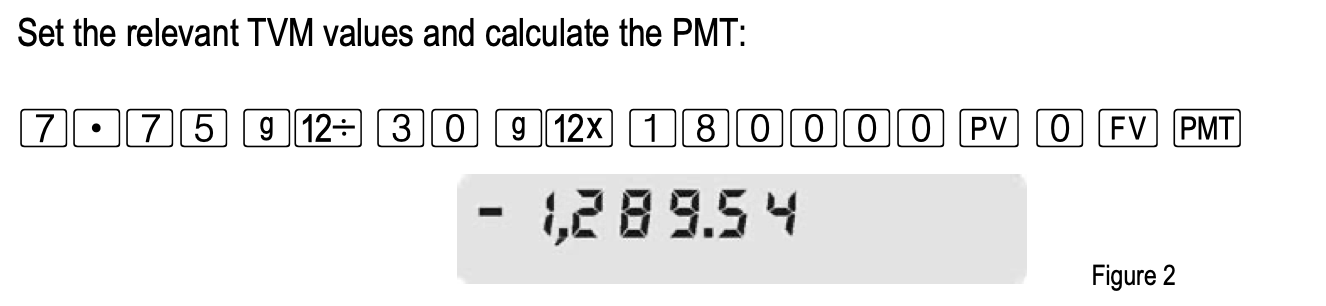 Set the relevant TVM values and calculate the PMT:
7 • 7 5 g 12÷ 3 0 g 12x 1 8 0 0 0 0 PV 0 FV PMT
- 1,289.54
Figure 2